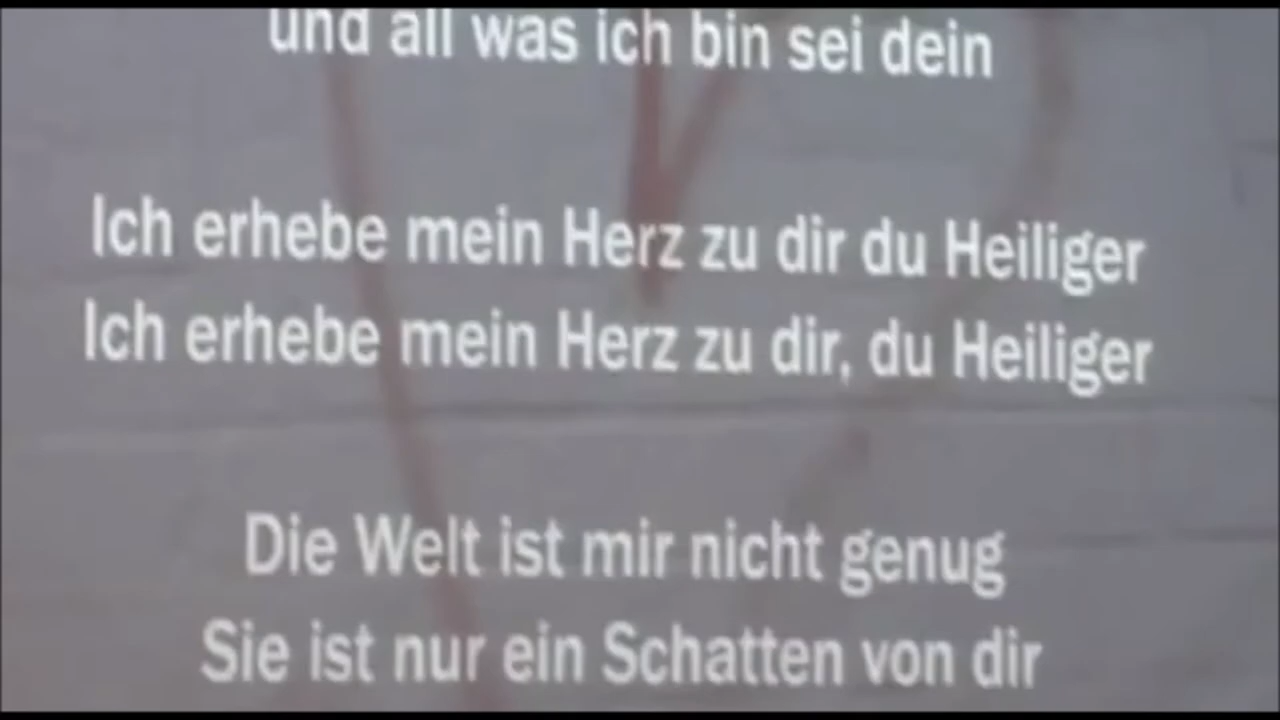 und all was ich bin sei dein
Ich erhebe mein Herz zu dir du Heiliger
Ich erhebe mein Herz zu dir, du Heiliger
Die Welt ist mir nicht genug
Sie ist nur ein Schatten von dir